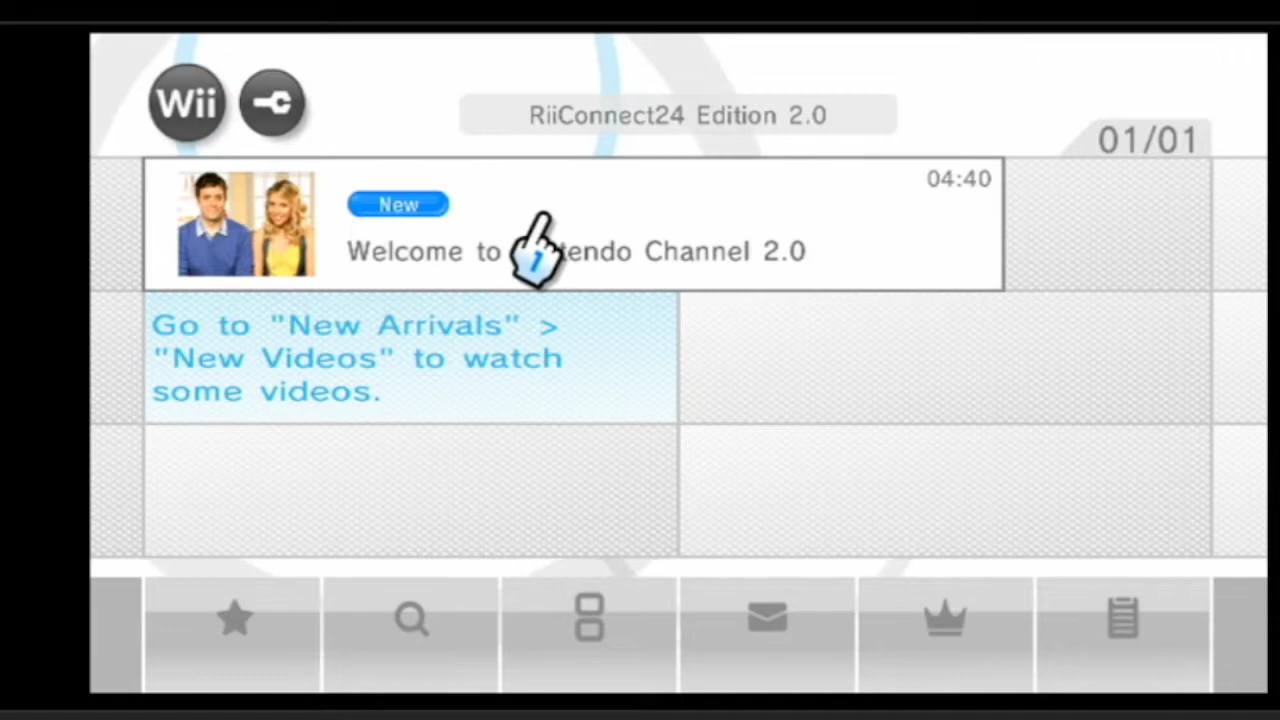 Wii
RiiConnect24 Edition 2.0
01/01
04:40
New
Welcome to tendo Channel 2.0
1
Go to "New Arrivals" >
"New Videos" to watch
some videos.